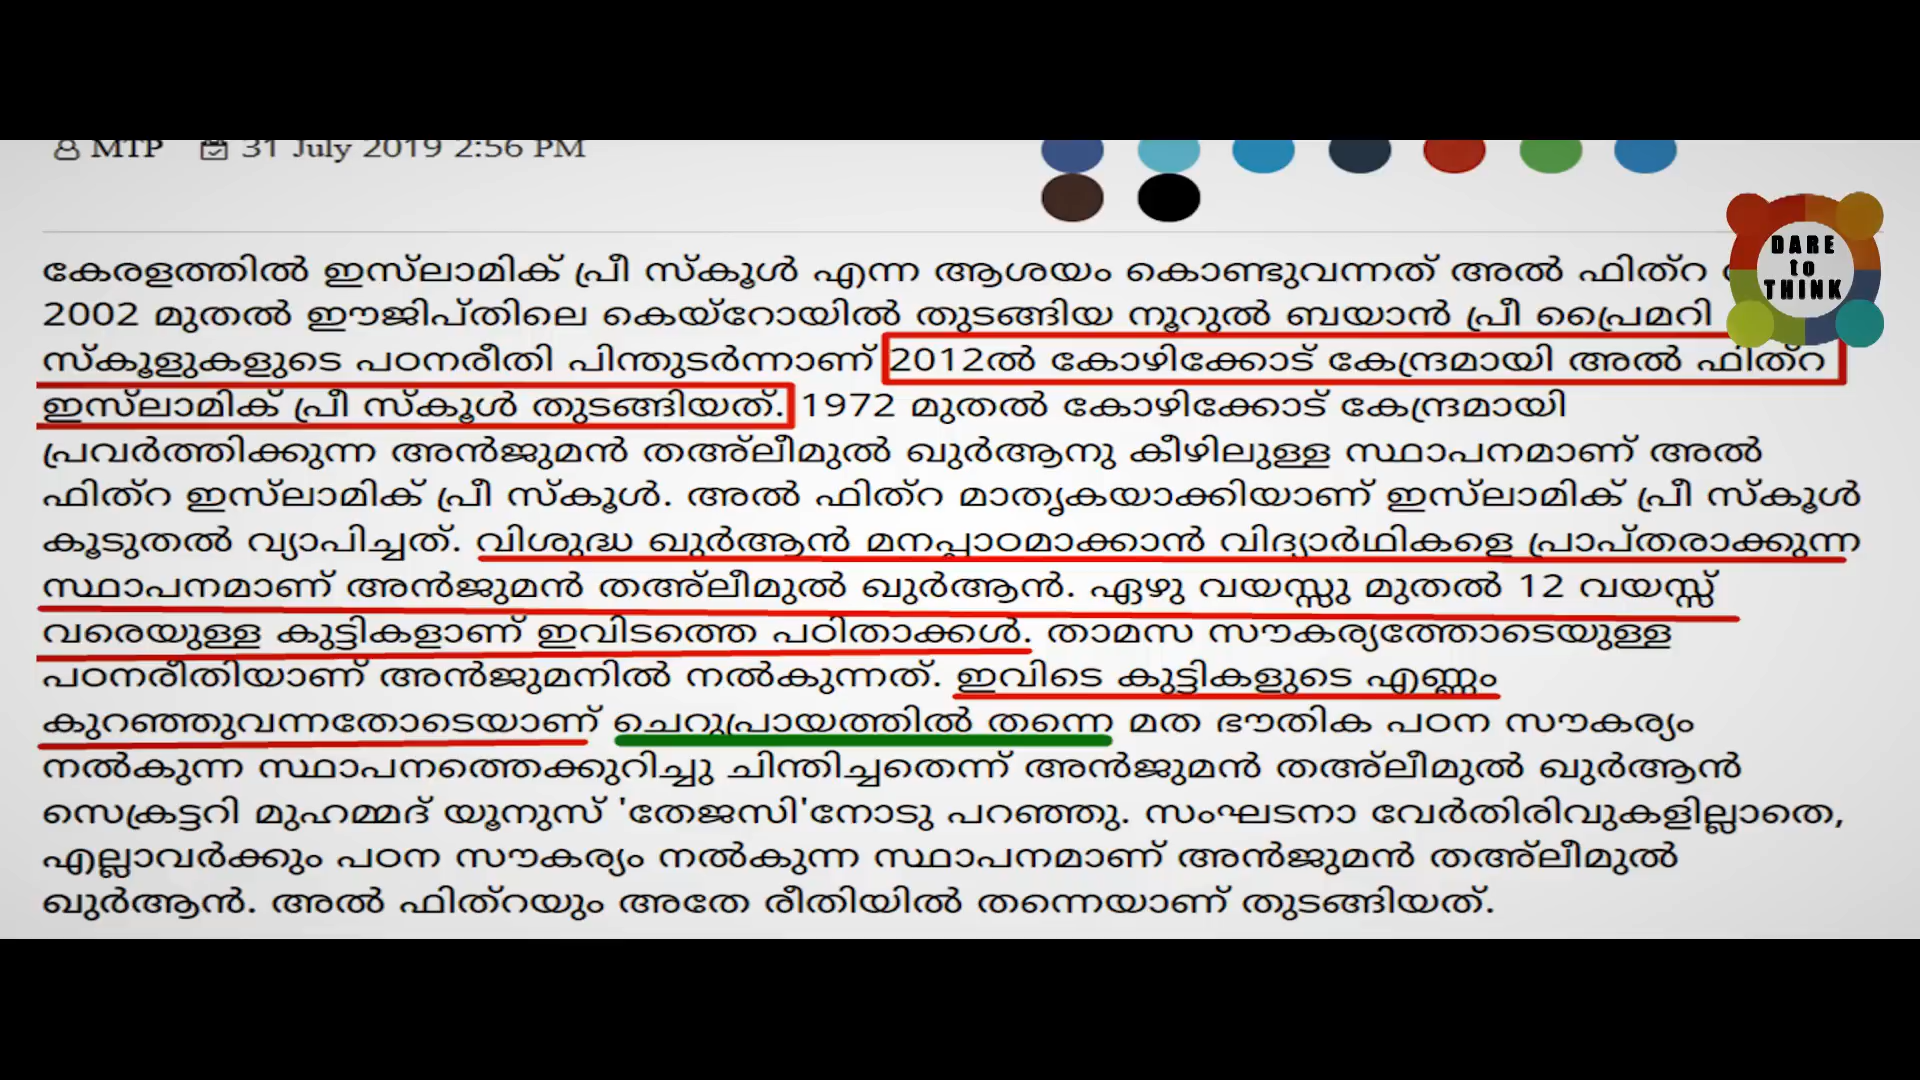 MTP 31 July 2019 2:56 PM
DARE
to
THINK
കേരളത്തിൽ ഇസ്‌ലാമിക് പ്രീ സ്കൂൾ എന്ന ആശയം കൊണ്ടുവന്നത് അൽ ഫിത്‌റ
2002 മുതൽ ഈജിപ്തിലെ കെയ്‌റോയിൽ തുടങ്ങിയ നൂറുൽ ബയാൻ പ്രീ പ്രൈമറി
സ്കൂളുകളുടെ പഠനരീതി പിന്തുടർന്നാണ് 2012ൽ കോഴിക്കോട് കേന്ദ്രമായി അൽ ഫിത്‌റ
ഇസ്‌ലാമിക് പ്രീ സ്കൂൾ തുടങ്ങിയത്. 1972 മുതൽ കോഴിക്കോട് കേന്ദ്രമായി
പ്രവർത്തിക്കുന്ന അൻജുമൻ തഅ്‌ലീമുൽ ഖുർആനു കീഴിലുള്ള സ്ഥാപനമാണ് അൽ
ഫിത്‌റ ഇസ്‌ലാമിക് പ്രീ സ്കൂൾ. അൽ ഫിത്‌റ മാതൃകയാക്കിയാണ് ഇസ്‌ലാമിക് പ്രീ സ്കൂൾ
കൂടുതൽ വ്യാപിച്ചത്. വിശുദ്ധ ഖുർആൻ മനപ്പാഠമാക്കാൻ വിദ്യാർഥികളെ പ്രാപ്തരാക്കുന്ന
സ്ഥാപനമാണ് അൻജുമൻ തഅ്‌ലീമുൽ ഖുർആൻ. ഏഴു വയസ്സു മുതൽ 12 വയസ്സ്
വരെയുള്ള കുട്ടികളാണ് ഇവിടത്തെ പഠിതാക്കൾ. താമസ സൗകര്യത്തോടെയുള്ള
പഠനരീതിയാണ് അൻജുമനിൽ നൽകുന്നത്. ഇവിടെ കുട്ടികളുടെ എണ്ണം
കുറഞ്ഞുവന്നതോടെയാണ് ചെറുപ്രായത്തിൽ തന്നെ മത ഭൗതിക പഠന സൗകര്യം
നൽകുന്ന സ്ഥാപനത്തെക്കുറിച്ചു ചിന്തിച്ചതെന്ന് അൻജുമൻ തഅ്‌ലീമുൽ ഖുർആൻ
സെക്രട്ടറി മുഹമ്മദ് യൂനുസ് 'തേജസി'നോടു പറഞ്ഞു. സംഘടനാ വേർതിരിവുകളില്ലാതെ,
എല്ലാവർക്കും പഠന സൗകര്യം നൽകുന്ന സ്ഥാപനമാണ് അൻജുമൻ തഅ്‌ലീമുൽ
ഖുർആൻ. അൽ ഫിത്‌റയും അതേ രീതിയിൽ തന്നെയാണ് തുടങ്ങിയത്.